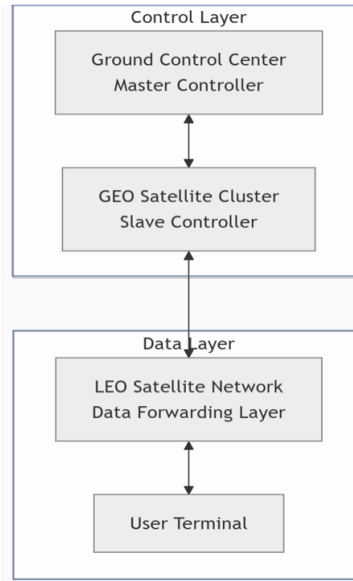 Control Layer
Ground Control Center
Master Controller
GEO Satellite Cluster
Slave Controller
Data Layer
LEO Satellite Network
Data Forwarding Layer
User Terminal